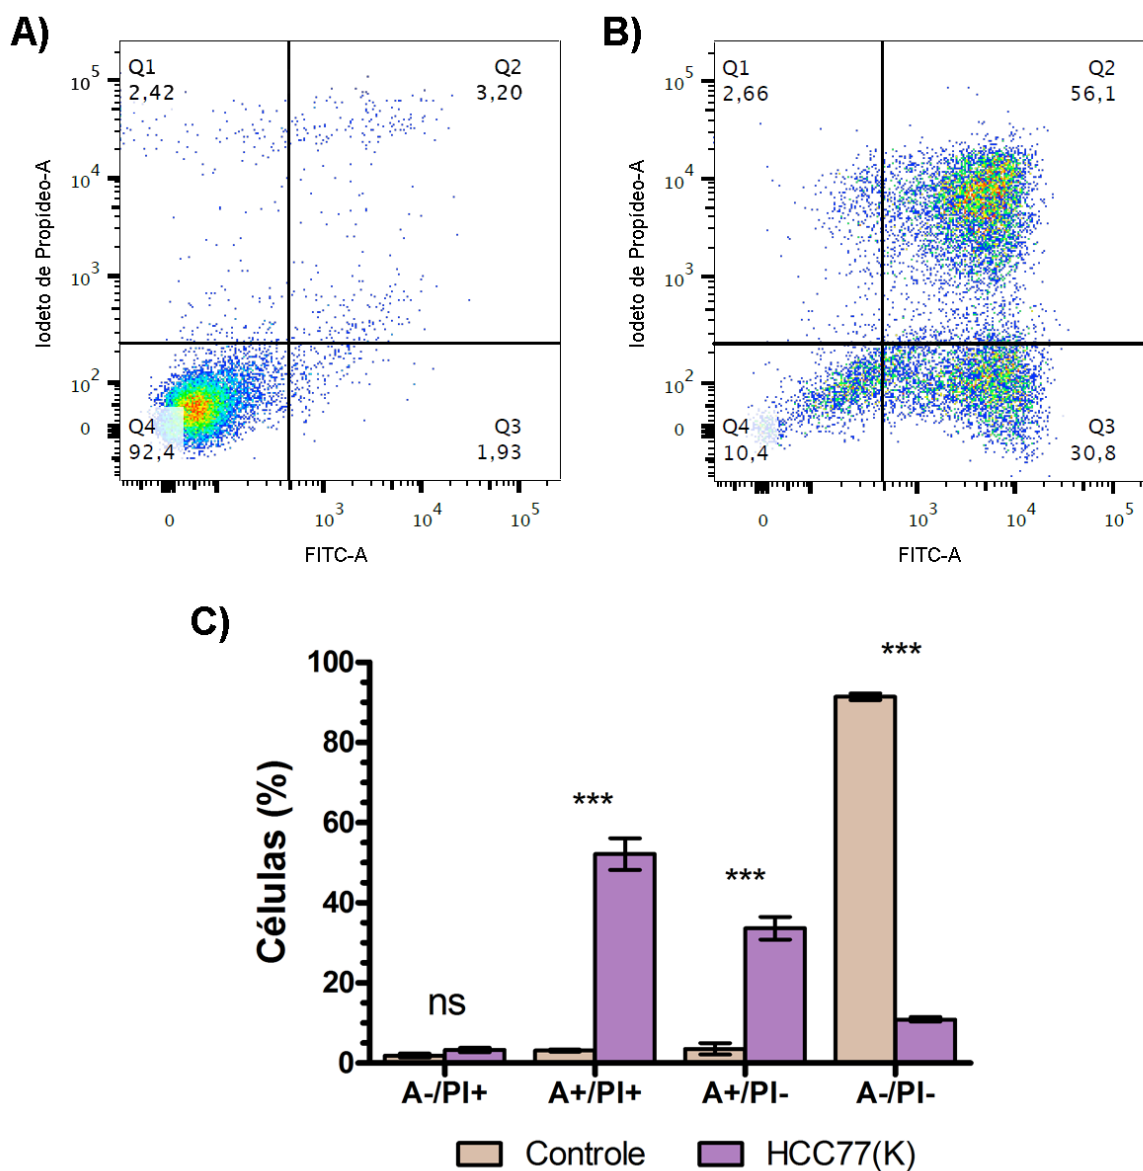 A)
Q1
2,42
Q2
3,20
Q4
92,4
Q3
1,93
10⁵
10⁴
10³
10²
0
Iodeto de Propídeo-A
0
10³
10⁴
10⁵
FITC-A
B)
Q1
2,66
Q2
56,1
Q4
10,4
Q3
30,8
10⁵
10⁴
10³
10²
0
Iodeto de Propídeo-A
0
10³
10⁴
10⁵
FITC-A
C)
100
80
60
40
20
0
Células (%)
ns
***
***
***
A-/PI+
A+/PI+
A+/PI-
A-/PI-
Controle
HCC77(K)